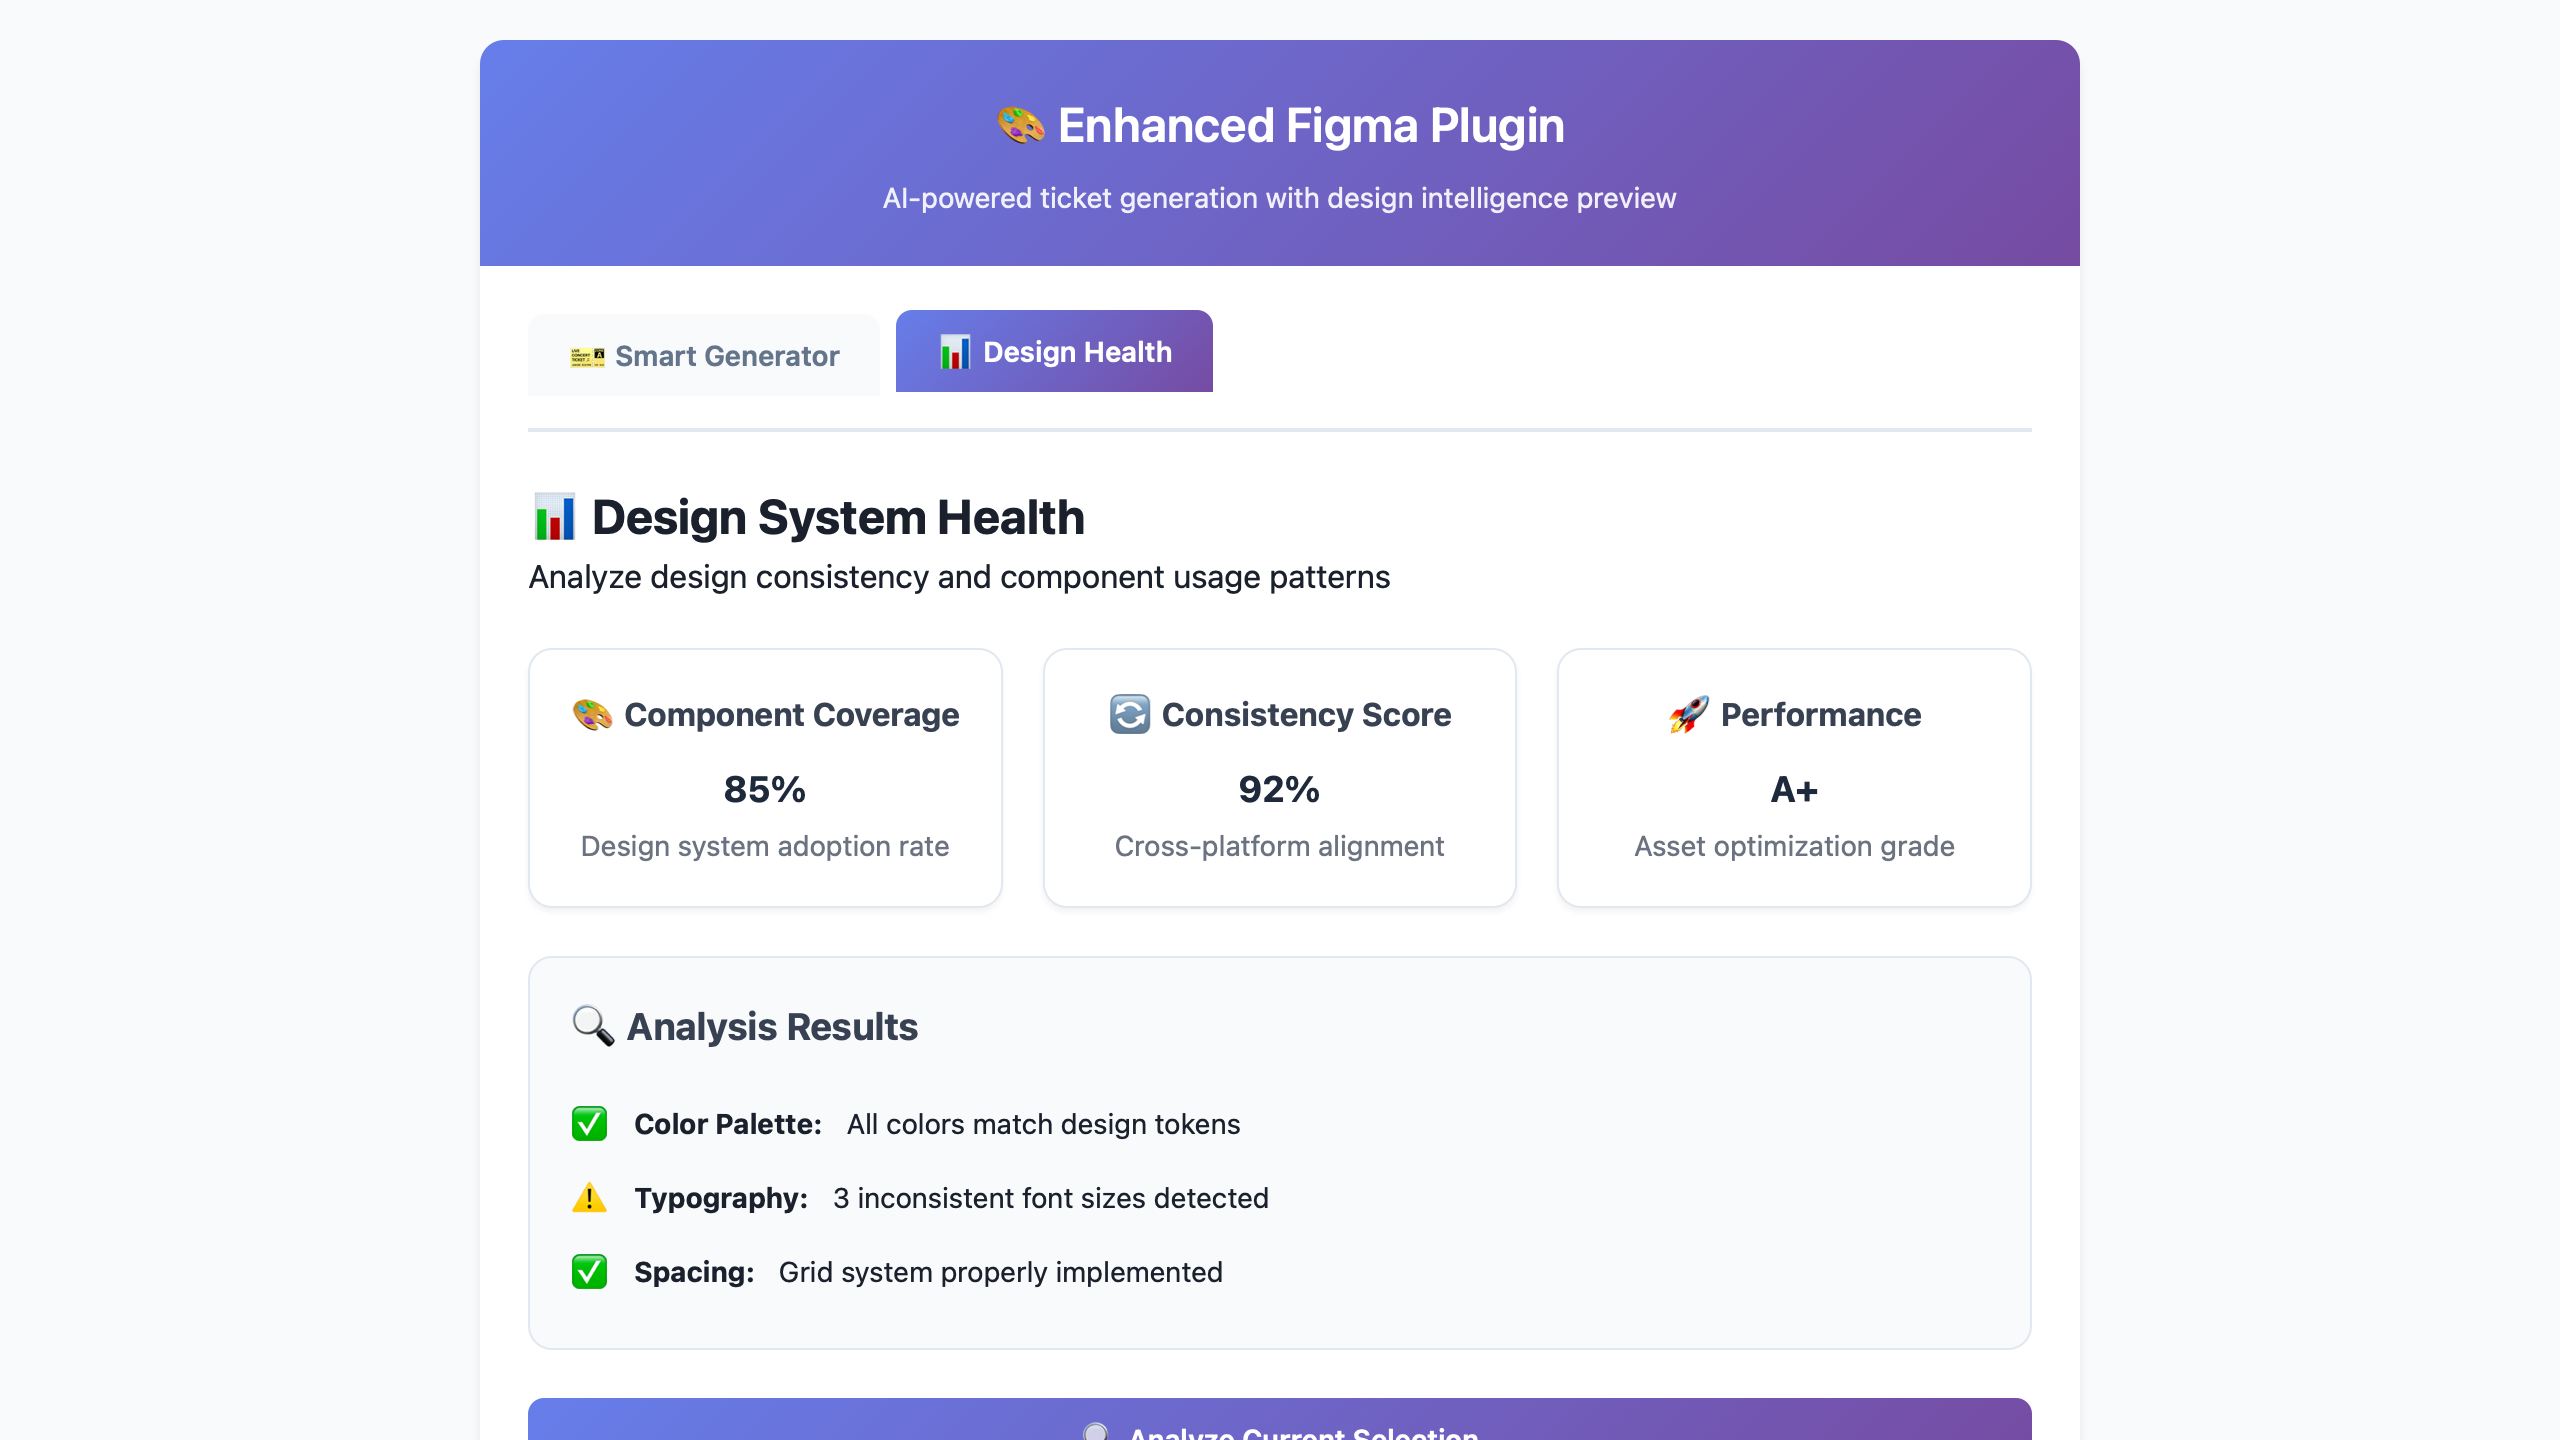 Enhanced Figma Plugin
AI-powered ticket generation with design intelligence preview
Smart Generator
Design Health
Design System Health
Analyze design consistency and component usage patterns
Component Coverage
85%
Design system adoption rate
Consistency Score
92%
Cross-platform alignment
Performance
A+
Asset optimization grade
Analysis Results
Color Palette: All colors match design tokens
Typography: 3 inconsistent font sizes detected
Spacing: Grid system properly implemented
Analyze Current Selection